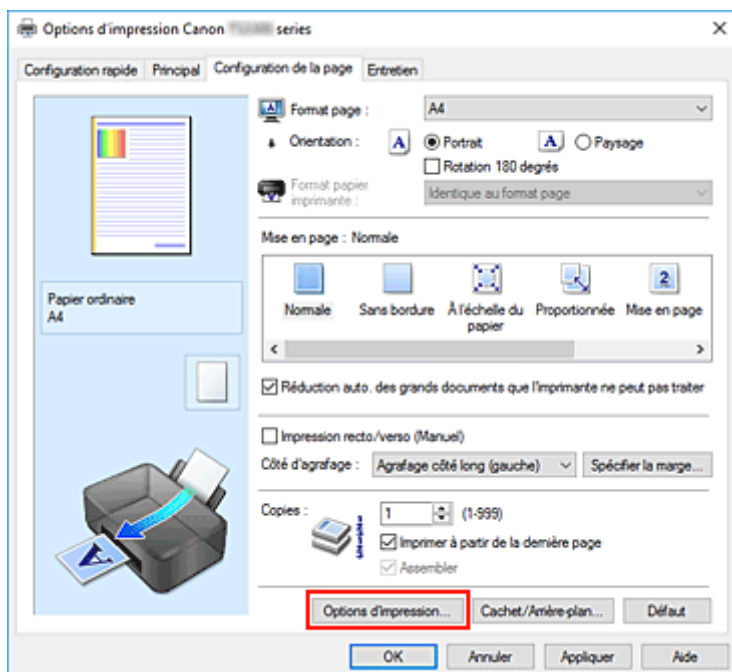 Options d'impression Canon series
Configuration rapide Principal Configuration de la page Entretien
Format page : A4
Orientation : A Portrait A Paysage
Rotation 180 degrés
Format papier imprimante : Identique au format page
Mise en page : Normale
Normale Sans bordure À l'échelle du papier Proportionnée Mise en page
Papier ordinaire
A4
Réduction auto. des grands documents que l'imprimante ne peut pas traiter
Impression recto/verso (Manuel)
Côté d'agrafage : Agrafage côté long (gauche) Spécifier la marge...
Copies : 1 (1-999)
Imprimer à partir de la dernière page
Assembler
Options d'impression... Cachet/Arrière-plan... Défaut
OK Annuler Appliquer Aide